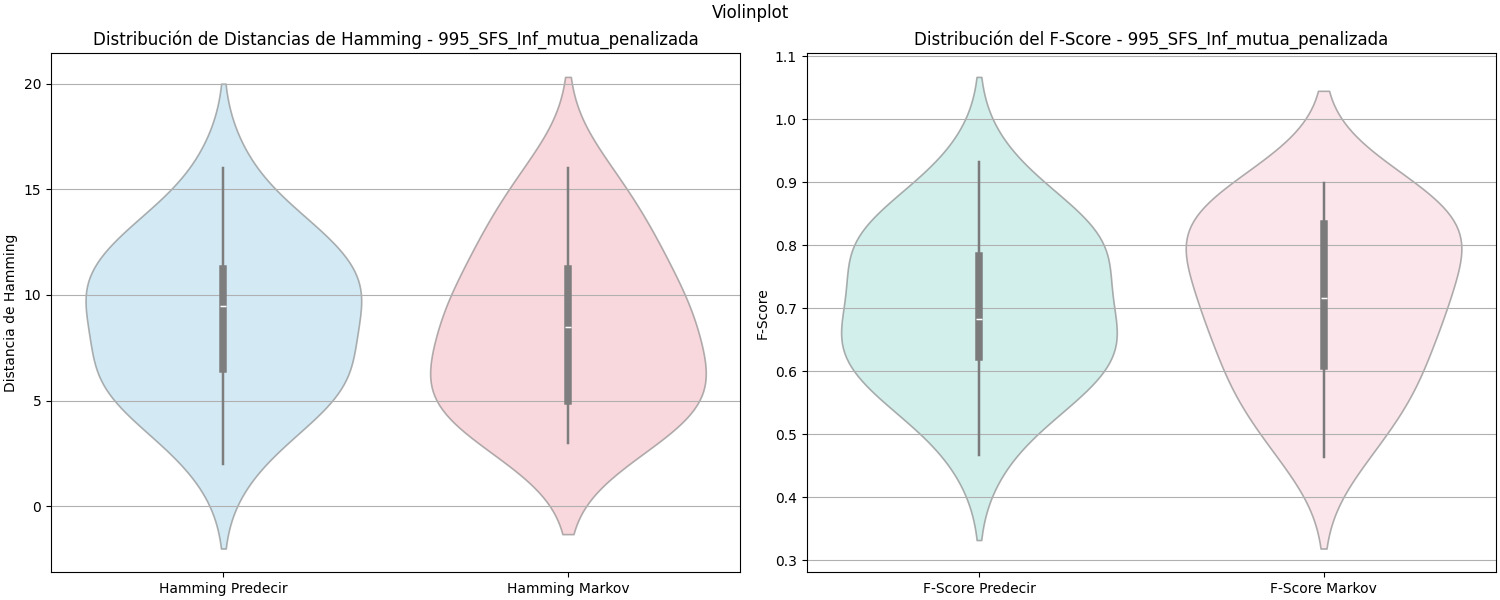 Violinplot
Distribución de Distancias de Hamming - 995_SFS_Inf_mutua_penalizada
Distancia de Hamming
20
15
10
5
0
Hamming Predecir
Hamming Markov
Distribución del F-Score - 995_SFS_Inf_mutua_penalizada
F-Score
1.1
1.0
0.9
0.8
0.7
0.6
0.5
0.4
0.3
F-Score Predecir
F-Score Markov